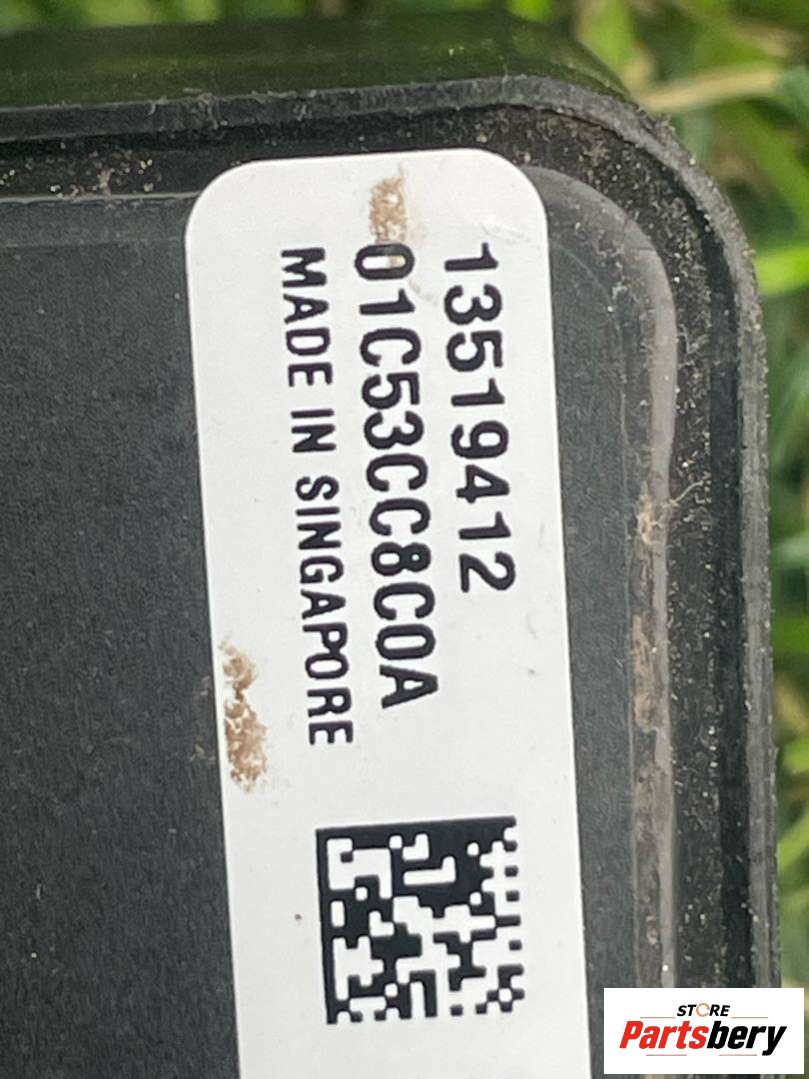 13519412
01C53CC8C0A
MADE IN SINGAPORE
STORE
Partsbery